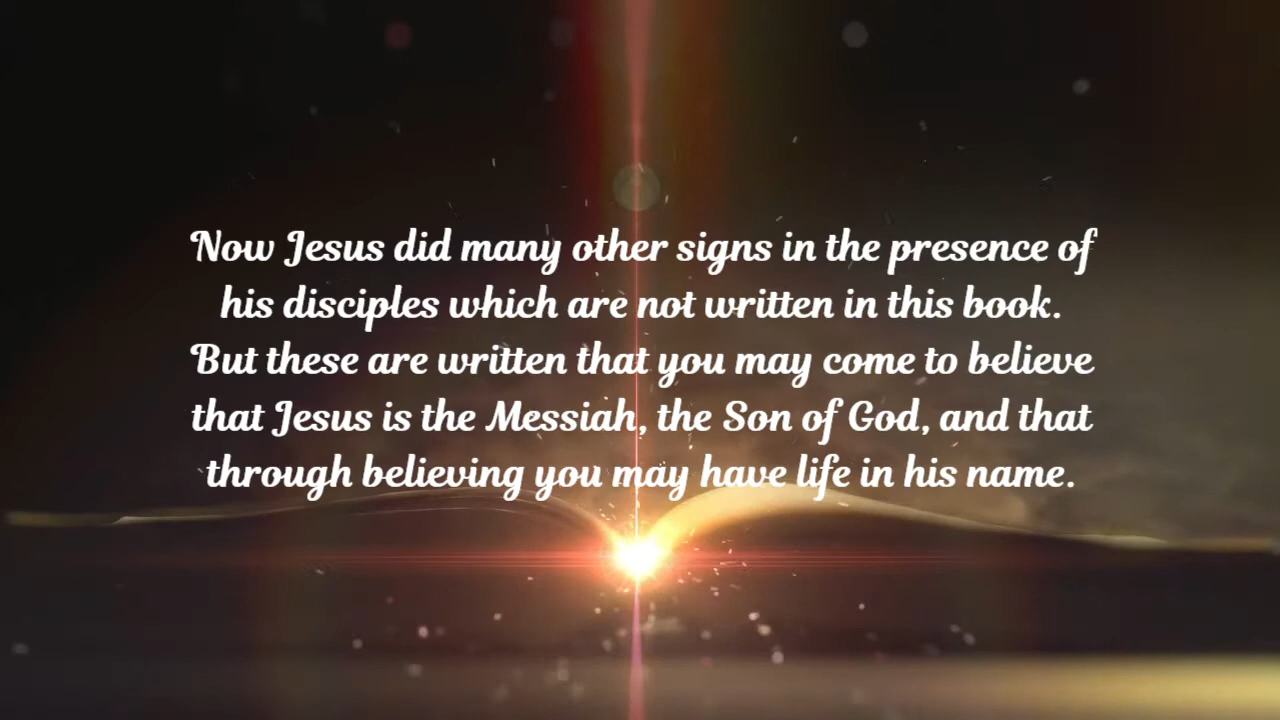 Now Jesus did many other signs in the presence of
his disciples which are not written in this book.
But these are written that you may come to believe
that Jesus is the Messiah, the Son of God, and that
through believing you may have life in his name.